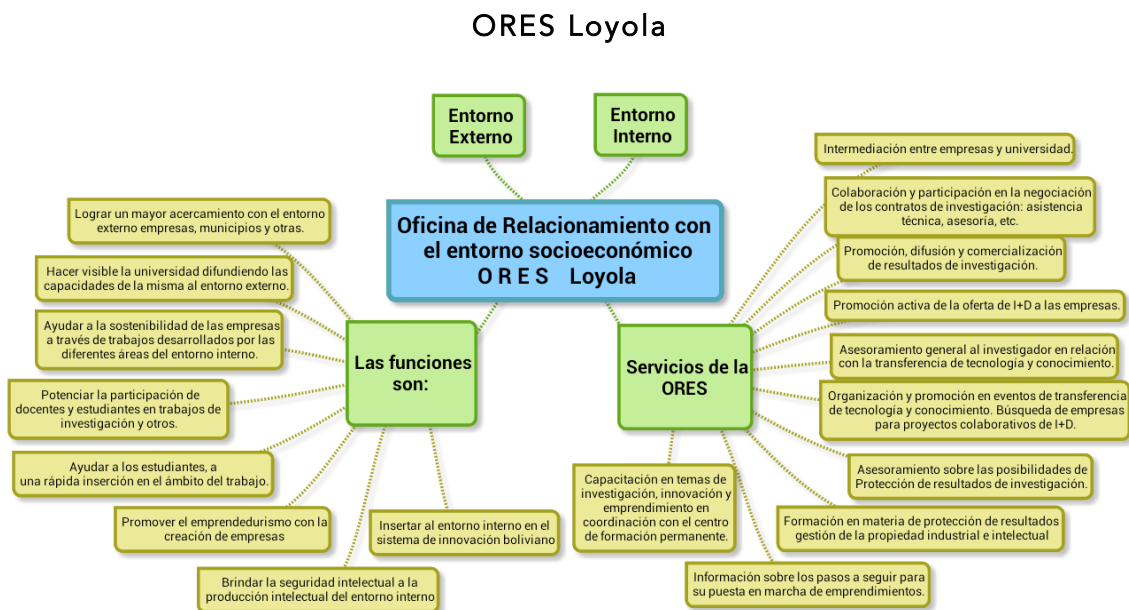 ORES Loyola
Entorno
Externo
Entorno
Interno
Oficina de Relacionamiento con
el entorno socioeconómico
O R E S   Loyola
Las funciones
son:
Lograr un mayor acercamiento con el entorno
externo empresas, municipios y otras.
Hacer visible la universidad difundiendo las
capacidades de la misma al entorno externo.
Ayudar a la sostenibilidad de las empresas
a través de trabajos desarrollados por las
diferentes áreas del entorno interno.
Potenciar la participación de
docentes y estudiantes en trabajos de
investigación y otros.
Ayudar a los estudiantes, a
una rápida inserción en el ámbito del trabajo.
Promover el emprendedurismo con la
creación de empresas
Brindar la seguridad intelectual a la
producción intelectual del entorno interno
Insertar al entorno interno en el
sistema de innovación boliviano
Servicios de la
ORES
Intermediación entre empresas y universidad.
Colaboración y participación en la negociación
de los contratos de investigación: asistencia
técnica, asesoría, etc.
Promoción, difusión y comercialización
de resultados de investigación.
Promoción activa de la oferta de I+D a las empresas.
Asesoramiento general al investigador en relación
con la transferencia de tecnología y conocimiento.
Organización y promoción en eventos de transferencia
de tecnología y conocimiento. Búsqueda de empresas
para proyectos colaborativos de I+D.
Asesoramiento sobre las posibilidades de
Protección de resultados de investigación.
Formación en materia de protección de resultados
gestión de la propiedad industrial e intelectual
Información sobre los pasos a seguir para
su puesta en marcha de emprendimientos.
Capacitación en temas de
investigación, innovación y
emprendimiento en
coordinación con el centro
de formación permanente.